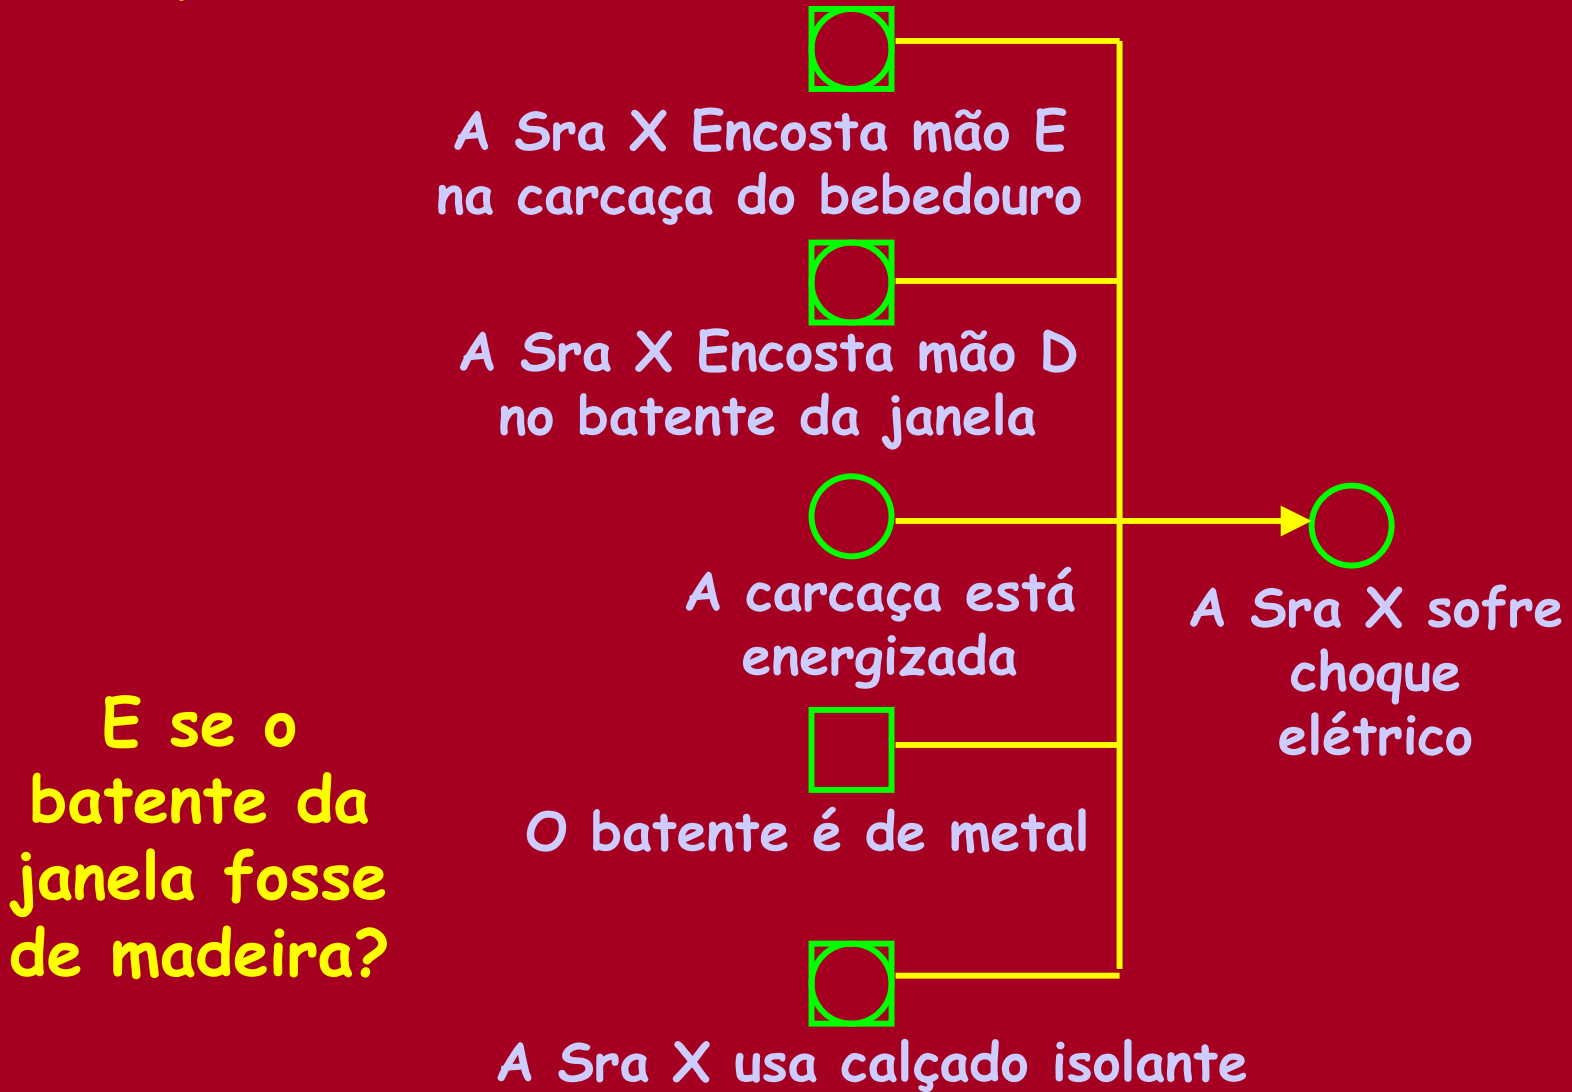 A Sra X Encosta mão E
na carcaça do bebedouro
A Sra X Encosta mão D
no batente da janela
A carcaça está
energizada
A Sra X sofre
choque
elétrico
E se o
batente da
janela fosse
de madeira?
O batente é de metal
A Sra X usa calçado isolante